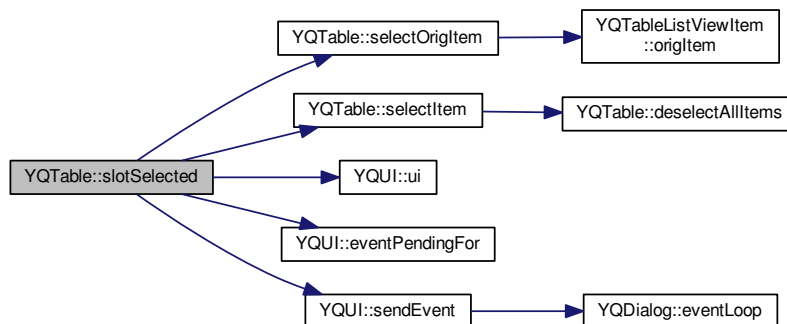 YQTable::selectOrigItem
YQTableListViewItem
::origItem
YQTable::selectItem
YQTable::deselectAllItems
YQTable::slotSelected
YQUI::ui
YQUI::eventPendingFor
YQUI::sendEvent
YQDialog::eventLoop